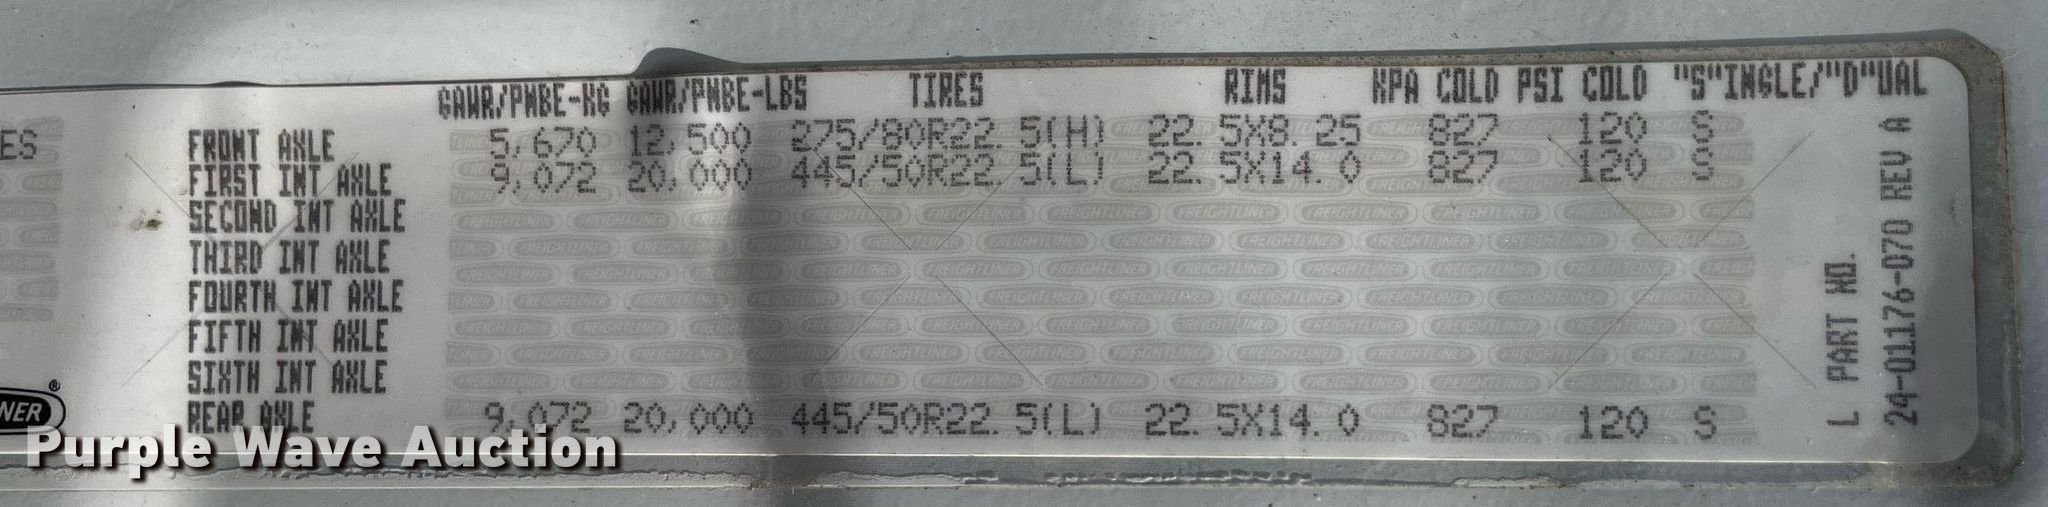 GAWR/PNBE-KG GAWR/PNBE-LBS TIRES RIMS KPA COLD PSI COLD "S"INGLE/"D"UAL
ES
FRONT AXLE 5,670 12,500 275/80R22.5(H) 22.5X8.25 827 120 S
FIRST INT AXLE 9,072 20,000 445/50R22.5(L) 22.5X14.0 827 120 S
SECOND INT AXLE
THIRD INT AXLE
FOURTH INT AXLE
FIFTH INT AXLE
SIXTH INT AXLE
REAR AXLE 9,072 20,000 445/50R22.5(L) 22.5X14.0 827 120 S
L PART NO.
24-01176-070 REV A
NER®
FREIGHTLINER
Purple Wave Auction